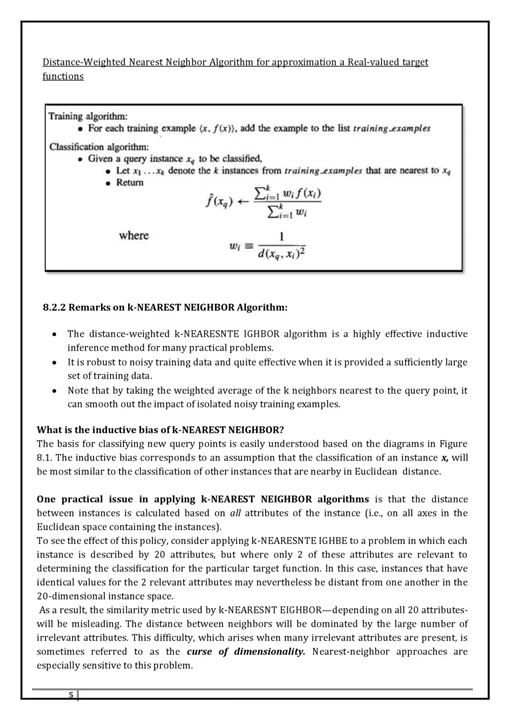 Distance-Weighted Nearest Neighbor Algorithm for approximation a Real-valued target
functions
Training algorithm:
• For each training example ⟨x, f(x)⟩, add the example to the list training_examples
Classification algorithm:
• Given a query instance x_q to be classified,
• Let x_1 ... x_k denote the k instances from training_examples that are nearest to x_q
• Return
f̂(x_q) ← \frac{\sum_{i=1}^{k} w_i f(x_i)}{\sum_{i=1}^{k} w_i}
where
w_i ≡ \frac{1}{d(x_q, x_i)^2}
8.2.2 Remarks on k-NEAREST NEIGHBOR Algorithm:
• The distance-weighted k-NEARESNTE IGHBOR algorithm is a highly effective inductive
inference method for many practical problems.
• It is robust to noisy training data and quite effective when it is provided a sufficiently large
set of training data.
• Note that by taking the weighted average of the k neighbors nearest to the query point, it
can smooth out the impact of isolated noisy training examples.
What is the inductive bias of k-NEAREST NEIGHBOR?
The basis for classifying new query points is easily understood based on the diagrams in Figure
8.1. The inductive bias corresponds to an assumption that the classification of an instance x, will
be most similar to the classification of other instances that are nearby in Euclidean distance.
One practical issue in applying k-NEAREST NEIGHBOR algorithms is that the distance
between instances is calculated based on all attributes of the instance (i.e., on all axes in the
Euclidean space containing the instances).
To see the effect of this policy, consider applying k-NEARESNTE IGHBE to a problem in which each
instance is described by 20 attributes, but where only 2 of these attributes are relevant to
determining the classification for the particular target function. In this case, instances that have
identical values for the 2 relevant attributes may nevertheless be distant from one another in the
20-dimensional instance space.
As a result, the similarity metric used by k-NEARESNT EIGHBOR—depending on all 20 attributes-
will be misleading. The distance between neighbors will be dominated by the large number of
irrelevant attributes. This difficulty, which arises when many irrelevant attributes are present, is
sometimes referred to as the curse of dimensionality. Nearest-neighbor approaches are
especially sensitive to this problem.
5